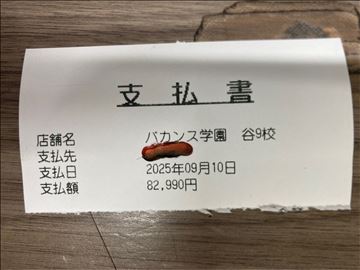 支払書
店舗名 バカンス学園 谷9校
支払先
支払日 2025年09月10日
支払額 82,990円